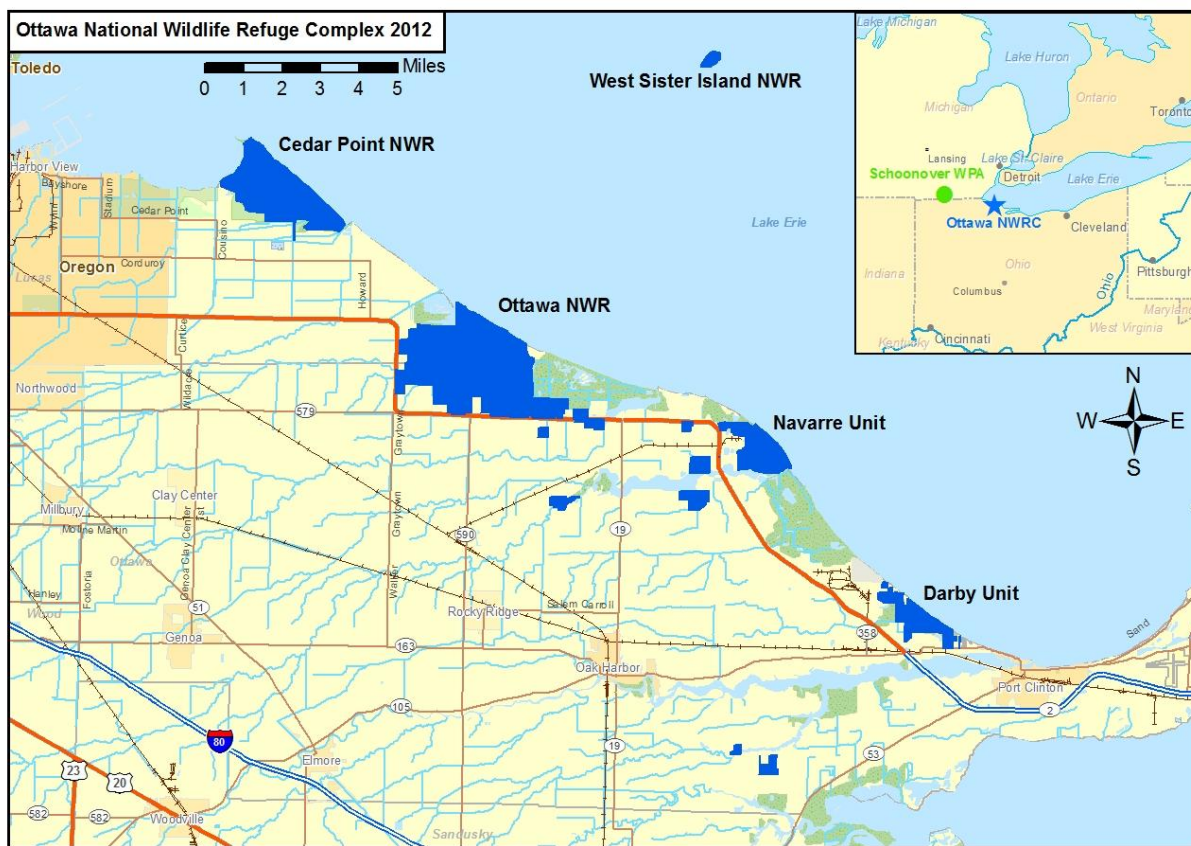 Ottawa National Wildlife Refuge Complex 2012
Toledo
Miles
0 1 2 3 4 5
West Sister Island NWR
Cedar Point NWR
Harbor View
Bayshore
Stadium
Wynn
Cedar Point
Cousino
Corduroy
Oregon
Lucas
Howard
Lake Erie
Ottawa NWR
Curtice
Wildacre
Northwood
579
Graytown
Navarre Unit
N
W E
S
Clay Center
Millbury
Moline Martin
1st
Graytown
590
19
Ottawa
Genoa Clay Center
Fostoria
Walker
Hanley
Wood
51
Rocky Ridge
Salem Carroll
Darby Unit
Genoa
163
358
Sand
Oak Harbor
Port Clinton
2
105
80
19
53
Elmore
23
20
582
582
Woodville
Sandusky
Lake Michigan
Lake Huron
Michigan
Ontario
Toronto
Lansing
Lake St. Claire
Schoonover WPA
Detroit
Lake Erie
Ottawa NWRC
Cleveland
Indiana
Ohio
Pittsburgh
Columbus
Ohio
Maryland
West Virginia
Cincinnati
Kentucky